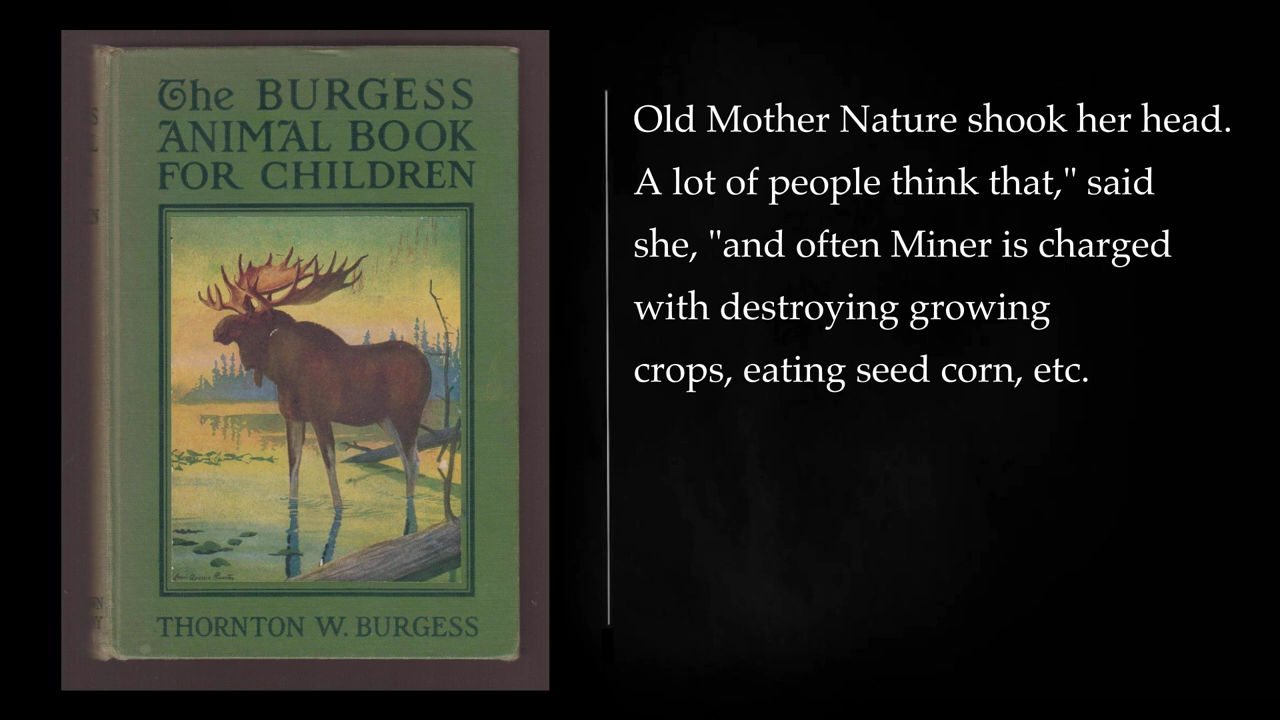 The BURGESS
ANIMAL BOOK
FOR CHILDREN
THORNTON W. BURGESS
Old Mother Nature shook her head.
A lot of people think that," said
she, "and often Miner is charged
with destroying growing
crops, eating seed corn, etc.